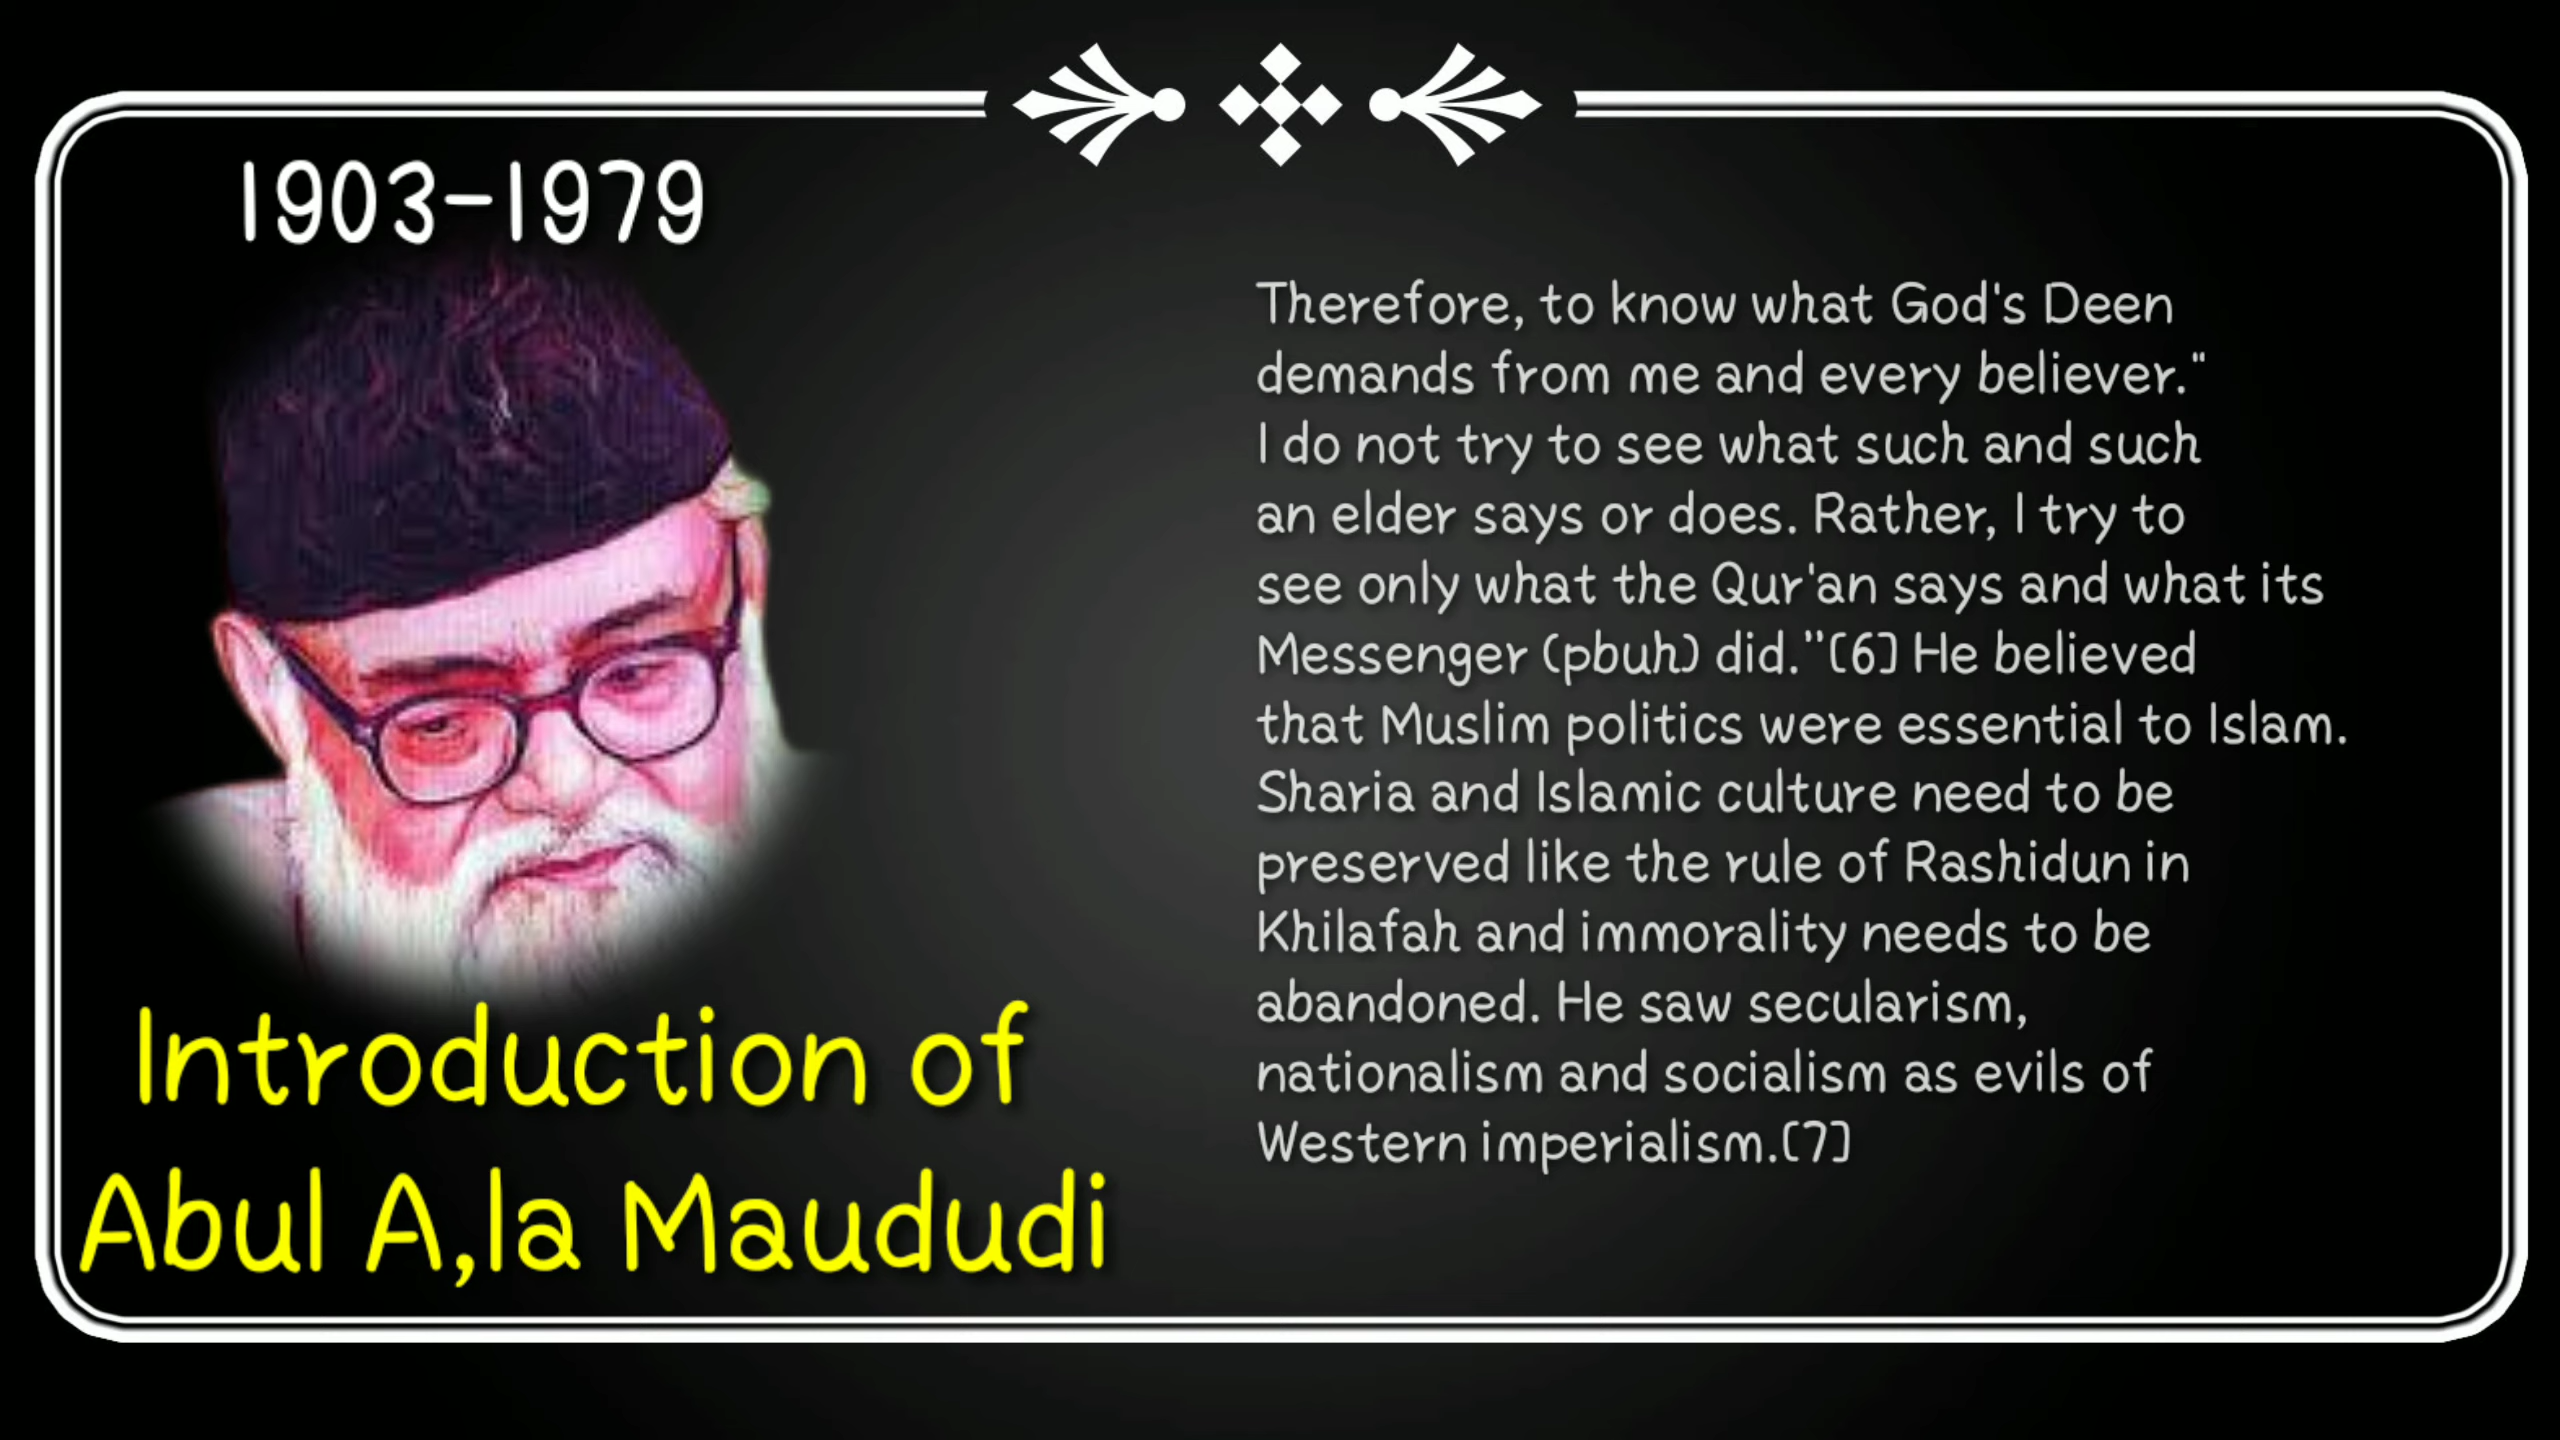 1903-1979
Introduction of
Abul A,la Maududi
Therefore, to know what God's Deen
demands from me and every believer."
I do not try to see what such and such
an elder says or does. Rather, I try to
see only what the Qur'an says and what its
Messenger (pbuh) did."[6] He believed
that Muslim politics were essential to Islam.
Sharia and Islamic culture need to be
preserved like the rule of Rashidun in
Khilafah and immorality needs to be
abandoned. He saw secularism,
nationalism and socialism as evils of
Western imperialism.[7]